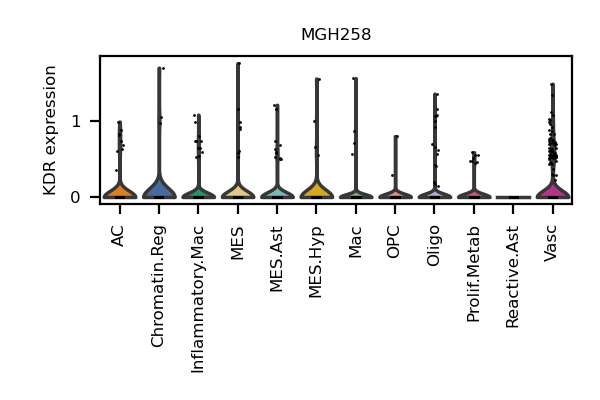 MGH258
KDR expression
1
0
AC
Chromatin.Reg
Inflammatory.Mac
MES
MES.Ast
MES.Hyp
Mac
OPC
Oligo
Prolif.Metab
Reactive.Ast
Vasc